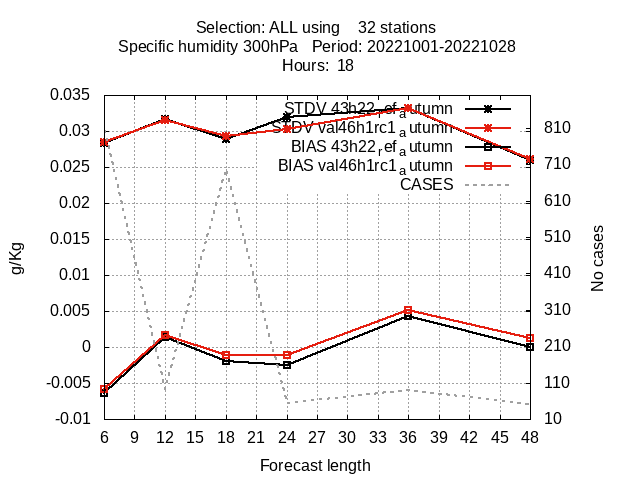 Selection: ALL using    32 stations
Specific humidity 300hPa   Period: 20221001-20221028
Hours:  18
0.035
0.03
0.025
0.02
0.015
0.01
0.005
0
-0.005
-0.01
g/Kg
STDV 43h22_ref_autumn
STDV val46h1rc1_autumn
BIAS 43h22_ref_autumn
BIAS val46h1rc1_autumn
CASES
810
710
610
510
410
310
210
110
10
No cases
6 9 12 15 18 21 24 27 30 33 36 39 42 45 48
Forecast length